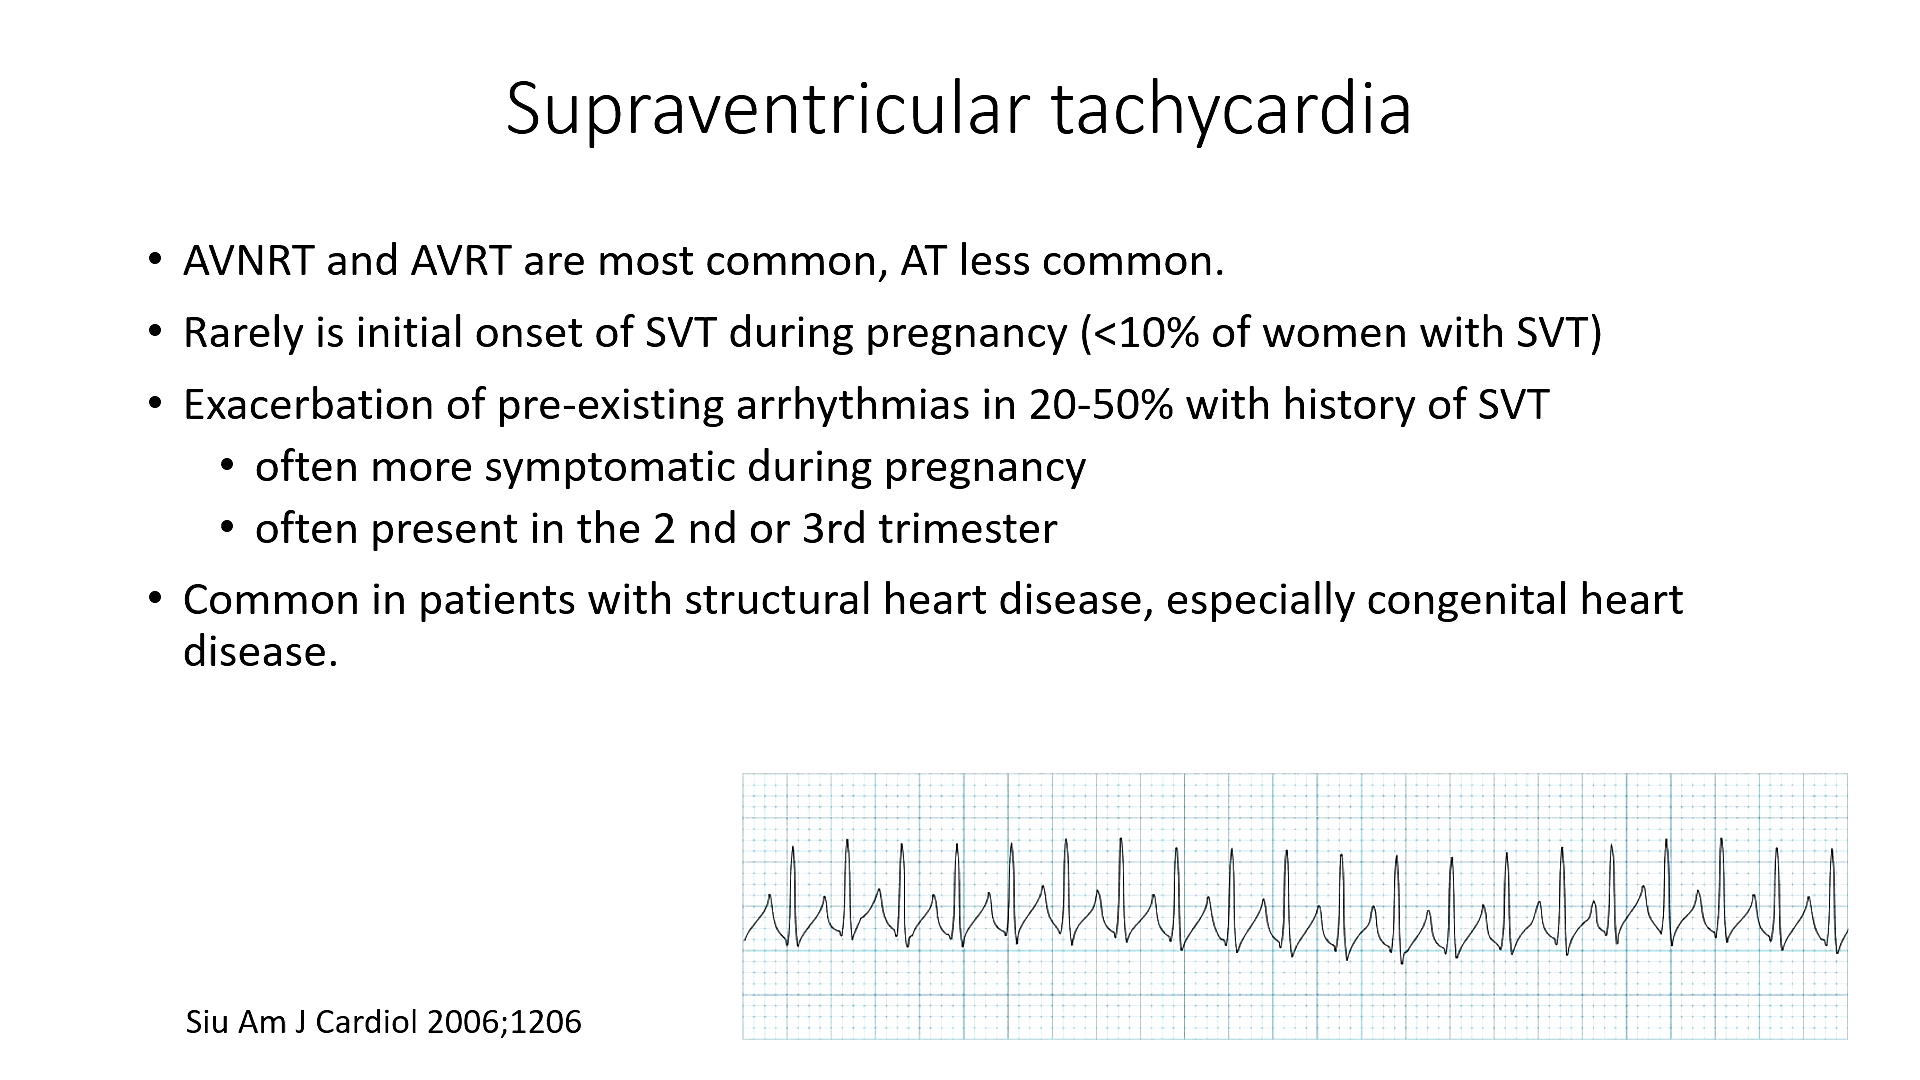 Supraventricular tachycardia
• AVNRT and AVRT are most common, AT less common.
• Rarely is initial onset of SVT during pregnancy (<10% of women with SVT)
• Exacerbation of pre-existing arrhythmias in 20-50% with history of SVT
• often more symptomatic during pregnancy
• often present in the 2 nd or 3rd trimester
• Common in patients with structural heart disease, especially congenital heart
disease.
Siu Am J Cardiol 2006;1206